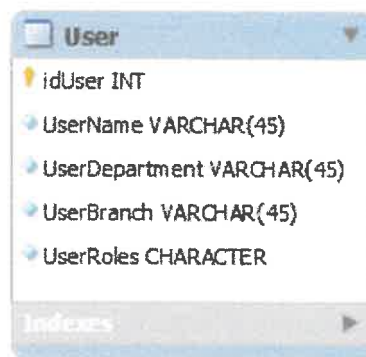 User
idUser INT
UserName VARCHAR(45)
UserDepartment VARCHAR(45)
UserBranch VARCHAR(45)
UserRoles CHARACTER
Indexes